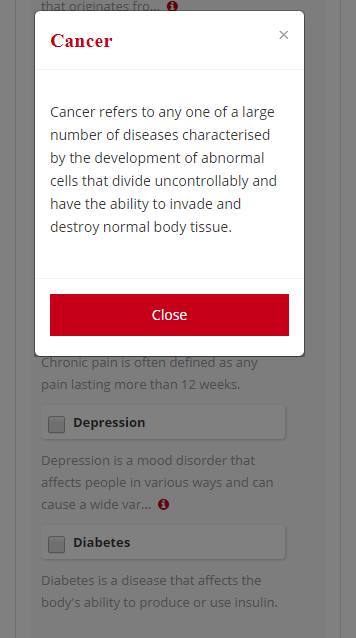 that originates fro...
Cancer
×
Cancer refers to any one of a large
number of diseases characterised
by the development of abnormal
cells that divide uncontrollably and
have the ability to invade and
destroy normal body tissue.
Close
Chronic pain is often defined as any
pain lasting more than 12 weeks.
Depression
Depression is a mood disorder that
affects people in various ways and can
cause a wide var...
Diabetes
Diabetes is a disease that affects the
body's ability to produce or use insulin.